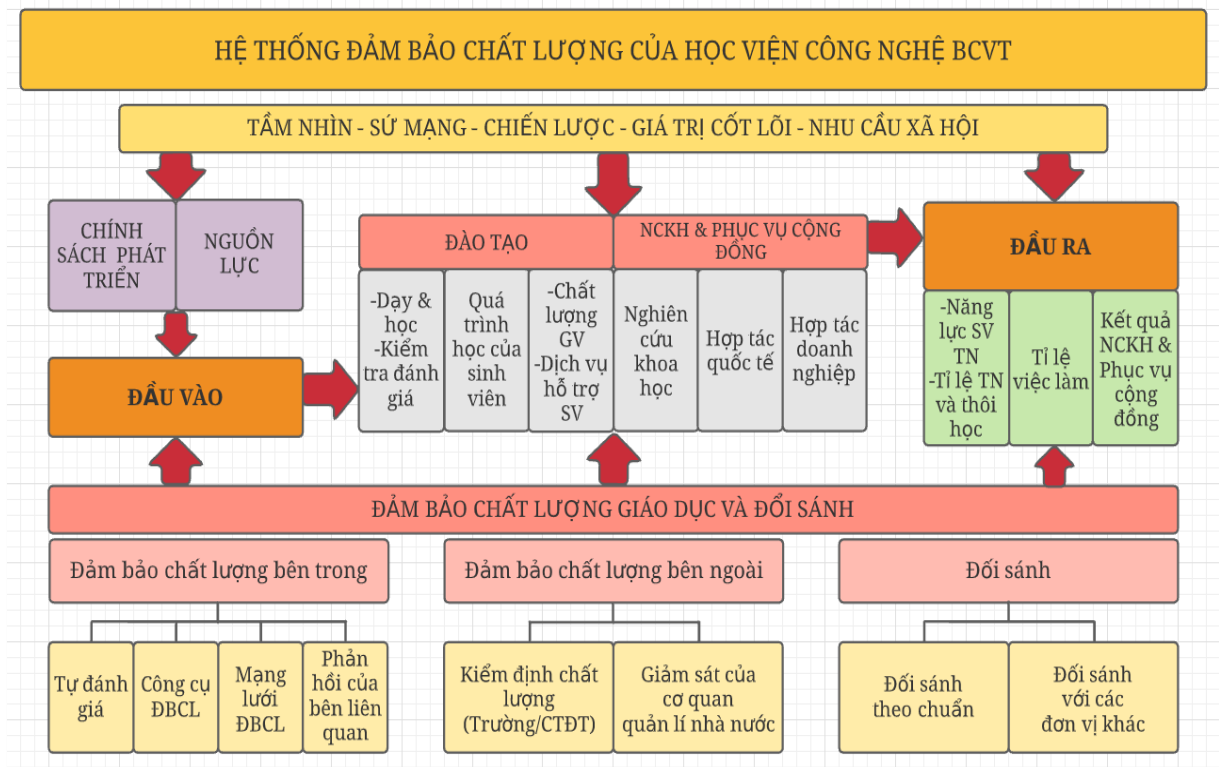 HỆ THỐNG ĐẢM BẢO CHẤT LƯỢNG CỦA HỌC VIỆN CÔNG NGHỆ BCVT
TẦM NHÌN - SỨ MẠNG - CHIẾN LƯỢC - GIÁ TRỊ CỐT LÕI - NHU CẦU XÃ HỘI
CHÍNH
SÁCH PHÁT
TRIỂN
NGUỒN
LỰC
ĐẦU VÀO
ĐÀO TẠO
NCKH & PHỤC VỤ CỘNG
ĐỒNG
-Dạy &
học
-Kiểm
tra đánh
giá
Quá
trình
học của
sinh
viên
-Chất
lượng
GV
-Dịch vụ
hỗ trợ
SV
Nghiên
cứu
khoa
học
Hợp tác
quốc tế
Hợp tác
doanh
nghiệp
ĐẦU RA
-Năng
lực SV
TN
-Tỉ lệ TN
và thôi
học
Tỉ lệ
việc làm
Kết quả
NCKH &
Phục vụ
cộng
đồng
ĐẢM BẢO CHẤT LƯỢNG GIÁO DỤC VÀ ĐỔI SÁNH
Đảm bảo chất lượng bên trong
Tự đánh
giá
Công cụ
ĐBCL
Mạng
lưới
ĐBCL
Phản
hồi của
bên liên
quan
Đảm bảo chất lượng bên ngoài
Kiểm định chất
lượng
(Trường/CTĐT)
Giảm sát của
cơ quan
quản lí nhà nước
Đối sánh
Đối sánh
theo chuẩn
Đối sánh
với các
đơn vị khác